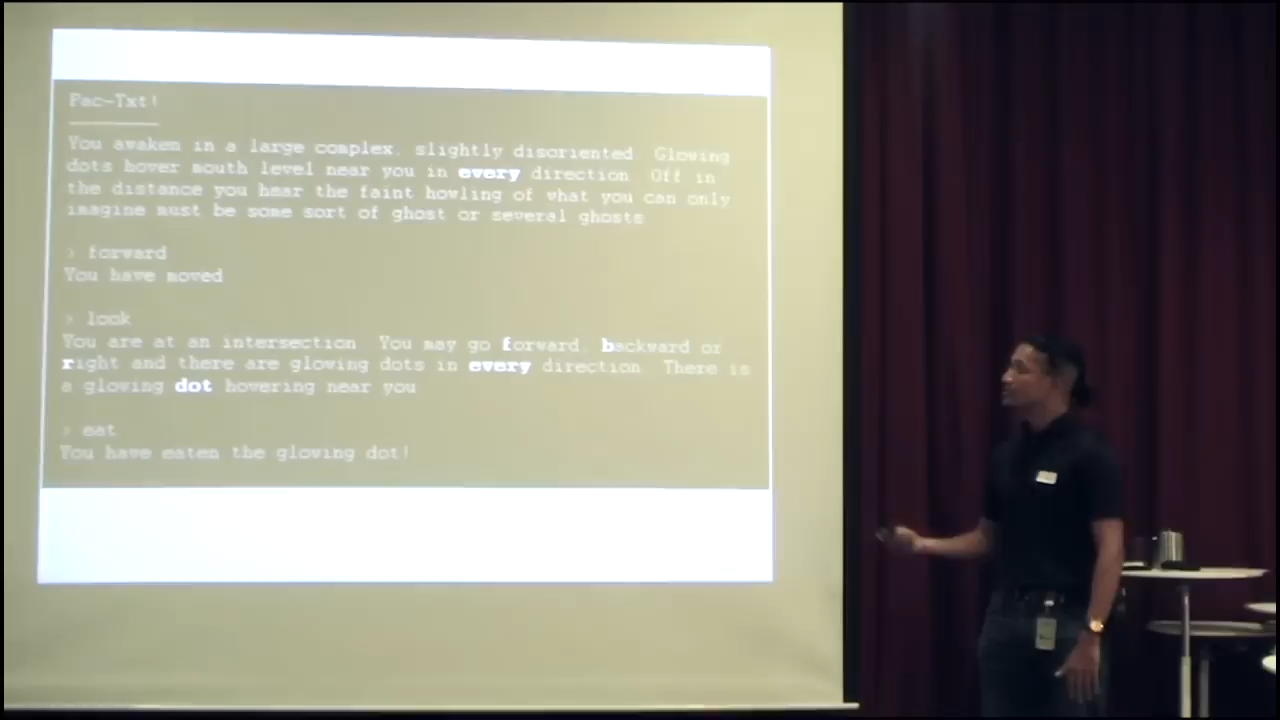 Pac-Txt!
You awaken in a large complex, slightly disoriented. Glowing
dots hover mouth level near you in every direction. Off in
the distance you hear the faint howling of what you can only
imagine must be some sort of ghost or several ghosts.
> forward
You have moved
> look
You are at an intersection. You may go forward, backward or
right and there are glowing dots in every direction. There is
a glowing dot hovering near you
> eat
You have eaten the glowing dot!